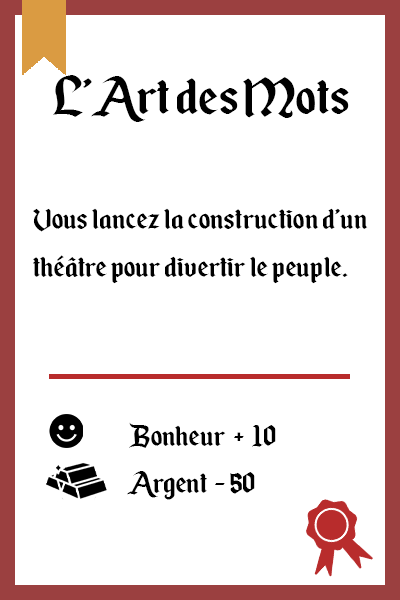 L'Art des Mots
Vous lancez la construction d'un
théâtre pour divertir le peuple.
Bonheur + 10
Argent - 50